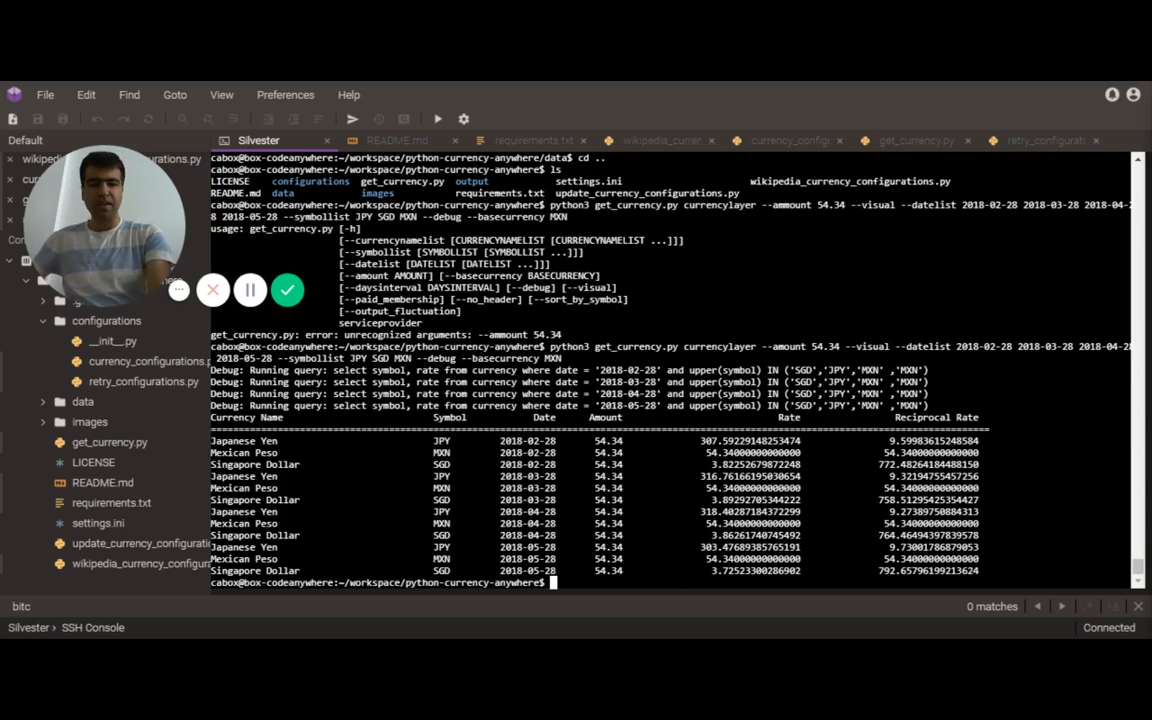 File Edit Find Goto View Preferences Help
Default
Silvester × README.md × requirements.txt × wikipedia_curren × currency_config × get_currency.py × retry_configurati ×
cabox@box-codeanywhere:~/workspace/python-currency-anywhere/data$ cd ..
cabox@box-codeanywhere:~/workspace/python-currency-anywhere$ ls
LICENSE configurations get_currency.py output settings.ini wikipedia_currency_configurations.py
README.md data images requirements.txt update_currency_configurations.py
cabox@box-codeanywhere:~/workspace/python-currency-anywhere$ python3 get_currency.py currencylayer --ammount 54.34 --visual --datelist 2018-02-28 2018-03-28 2018-04-2
8 2018-05-28 --symbollist JPY SGD MXN --debug --basecurrency MXN
usage: get_currency.py [-h]
[--currencynamelist [CURRENCYNAMELIST [CURRENCYNAMELIST ...]]]
[--symbollist [SYMBOLLIST [SYMBOLLIST ...]]]
[--datelist [DATELIST [DATELIST ...]]]
[--amount AMOUNT] [--basecurrency BASECURRENCY]
[--daysinterval DAYSINTERVAL] [--debug] [--visual]
[--paid_membership] [--no_header] [--sort_by_symbol]
[--output_fluctuation]
serviceprovider
get_currency.py: error: unrecognized arguments: --ammount 54.34
cabox@box-codeanywhere:~/workspace/python-currency-anywhere$ python3 get_currency.py currencylayer --amount 54.34 --visual --datelist 2018-02-28 2018-03-28 2018-04-28
2018-05-28 --symbollist JPY SGD MXN --debug --basecurrency MXN
Debug: Running query: select symbol, rate from currency where date = '2018-02-28' and upper(symbol) IN ('SGD','JPY','MXN' ,'MXN')
Debug: Running query: select symbol, rate from currency where date = '2018-03-28' and upper(symbol) IN ('SGD','JPY','MXN' ,'MXN')
Debug: Running query: select symbol, rate from currency where date = '2018-04-28' and upper(symbol) IN ('SGD','JPY','MXN' ,'MXN')
Debug: Running query: select symbol, rate from currency where date = '2018-05-28' and upper(symbol) IN ('SGD','JPY','MXN' ,'MXN')
Currency Name Symbol Date Amount Rate Reciprocal Rate
Japanese Yen JPY 2018-02-28 54.34 307.59229148253474 9.59983615248584
Mexican Peso MXN 2018-02-28 54.34 54.34000000000000 54.34000000000000
Singapore Dollar SGD 2018-02-28 54.34 3.82252679872248 772.48264184488150
Japanese Yen JPY 2018-03-28 54.34 316.76166195030654 9.32194755457256
Mexican Peso MXN 2018-03-28 54.34 54.34000000000000 54.34000000000000
Singapore Dollar SGD 2018-03-28 54.34 3.89292705344222 758.51295425354427
Japanese Yen JPY 2018-04-28 54.34 318.40287184372299 9.27389750884313
Mexican Peso MXN 2018-04-28 54.34 54.34000000000000 54.34000000000000
Singapore Dollar SGD 2018-04-28 54.34 3.86261740745492 764.46494397839578
Japanese Yen JPY 2018-05-28 54.34 303.47689385765191 9.73001786879053
Mexican Peso MXN 2018-05-28 54.34 54.34000000000000 54.34000000000000
Singapore Dollar SGD 2018-05-28 54.34 3.72523300286902 792.65796199213624
cabox@box-codeanywhere:~/workspace/python-currency-anywhere$
configurations
__init__.py
currency_configurations.p
retry_configurations.py
data
images
get_currency.py
LICENSE
README.md
requirements.txt
settings.ini
update_currency_configurati
wikipedia_currency_configura
bitc 0 matches
Silvester › SSH Console Connected